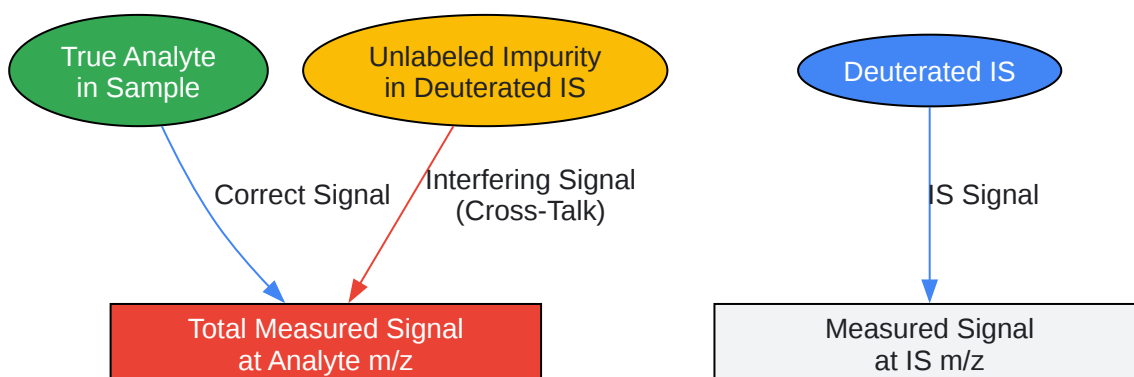 True Analyte
in Sample
Unlabeled Impurity
in Deuterated IS
Deuterated IS
Correct Signal
Interfering Signal
(Cross-Talk)
IS Signal
Total Measured Signal
at Analyte m/z
Measured Signal
at IS m/z